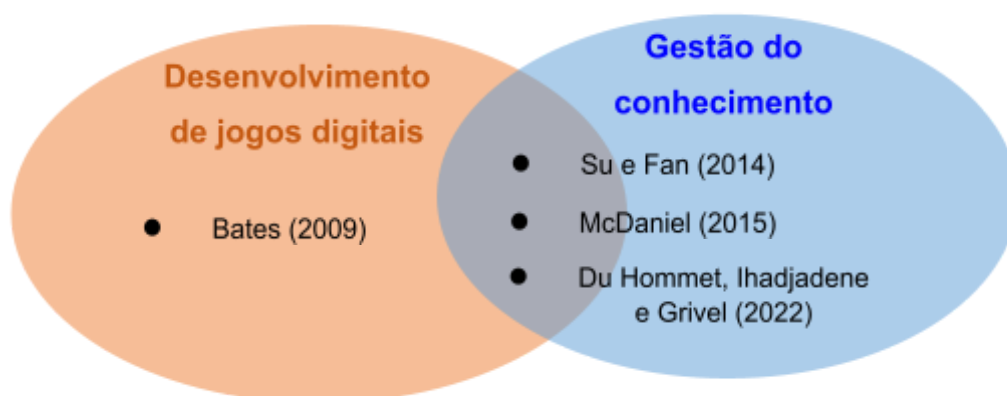 Desenvolvimento
de jogos digitais
● Bates (2009)
Gestão do
conhecimento
● Su e Fan (2014)
● McDaniel (2015)
● Du Hommet, Ihadjadene
e Grivel (2022)